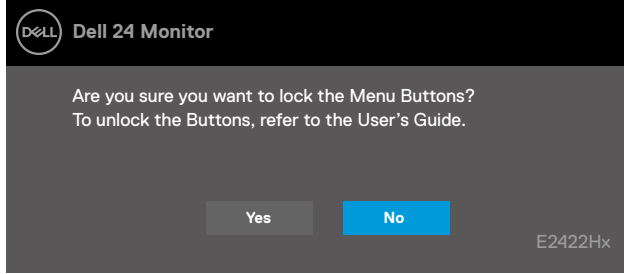 DELL
Dell 24 Monitor
Are you sure you want to lock the Menu Buttons?
To unlock the Buttons, refer to the User’s Guide.
Yes
No
E2422Hx